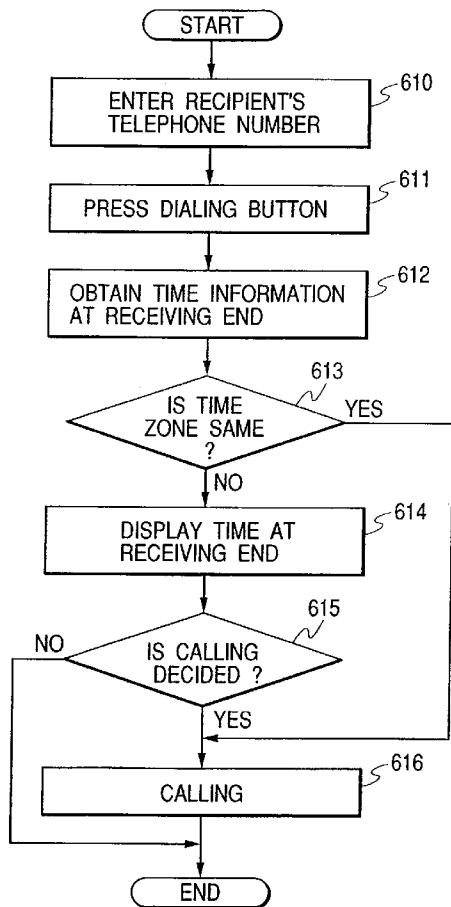 START
ENTER RECIPIENT'S
TELEPHONE NUMBER
610
PRESS DIALING BUTTON
611
OBTAIN TIME INFORMATION
AT RECEIVING END
612
IS TIME
ZONE SAME
?
613
YES
NO
DISPLAY TIME AT
RECEIVING END
614
IS CALLING
DECIDED ?
615
NO
YES
CALLING
616
END